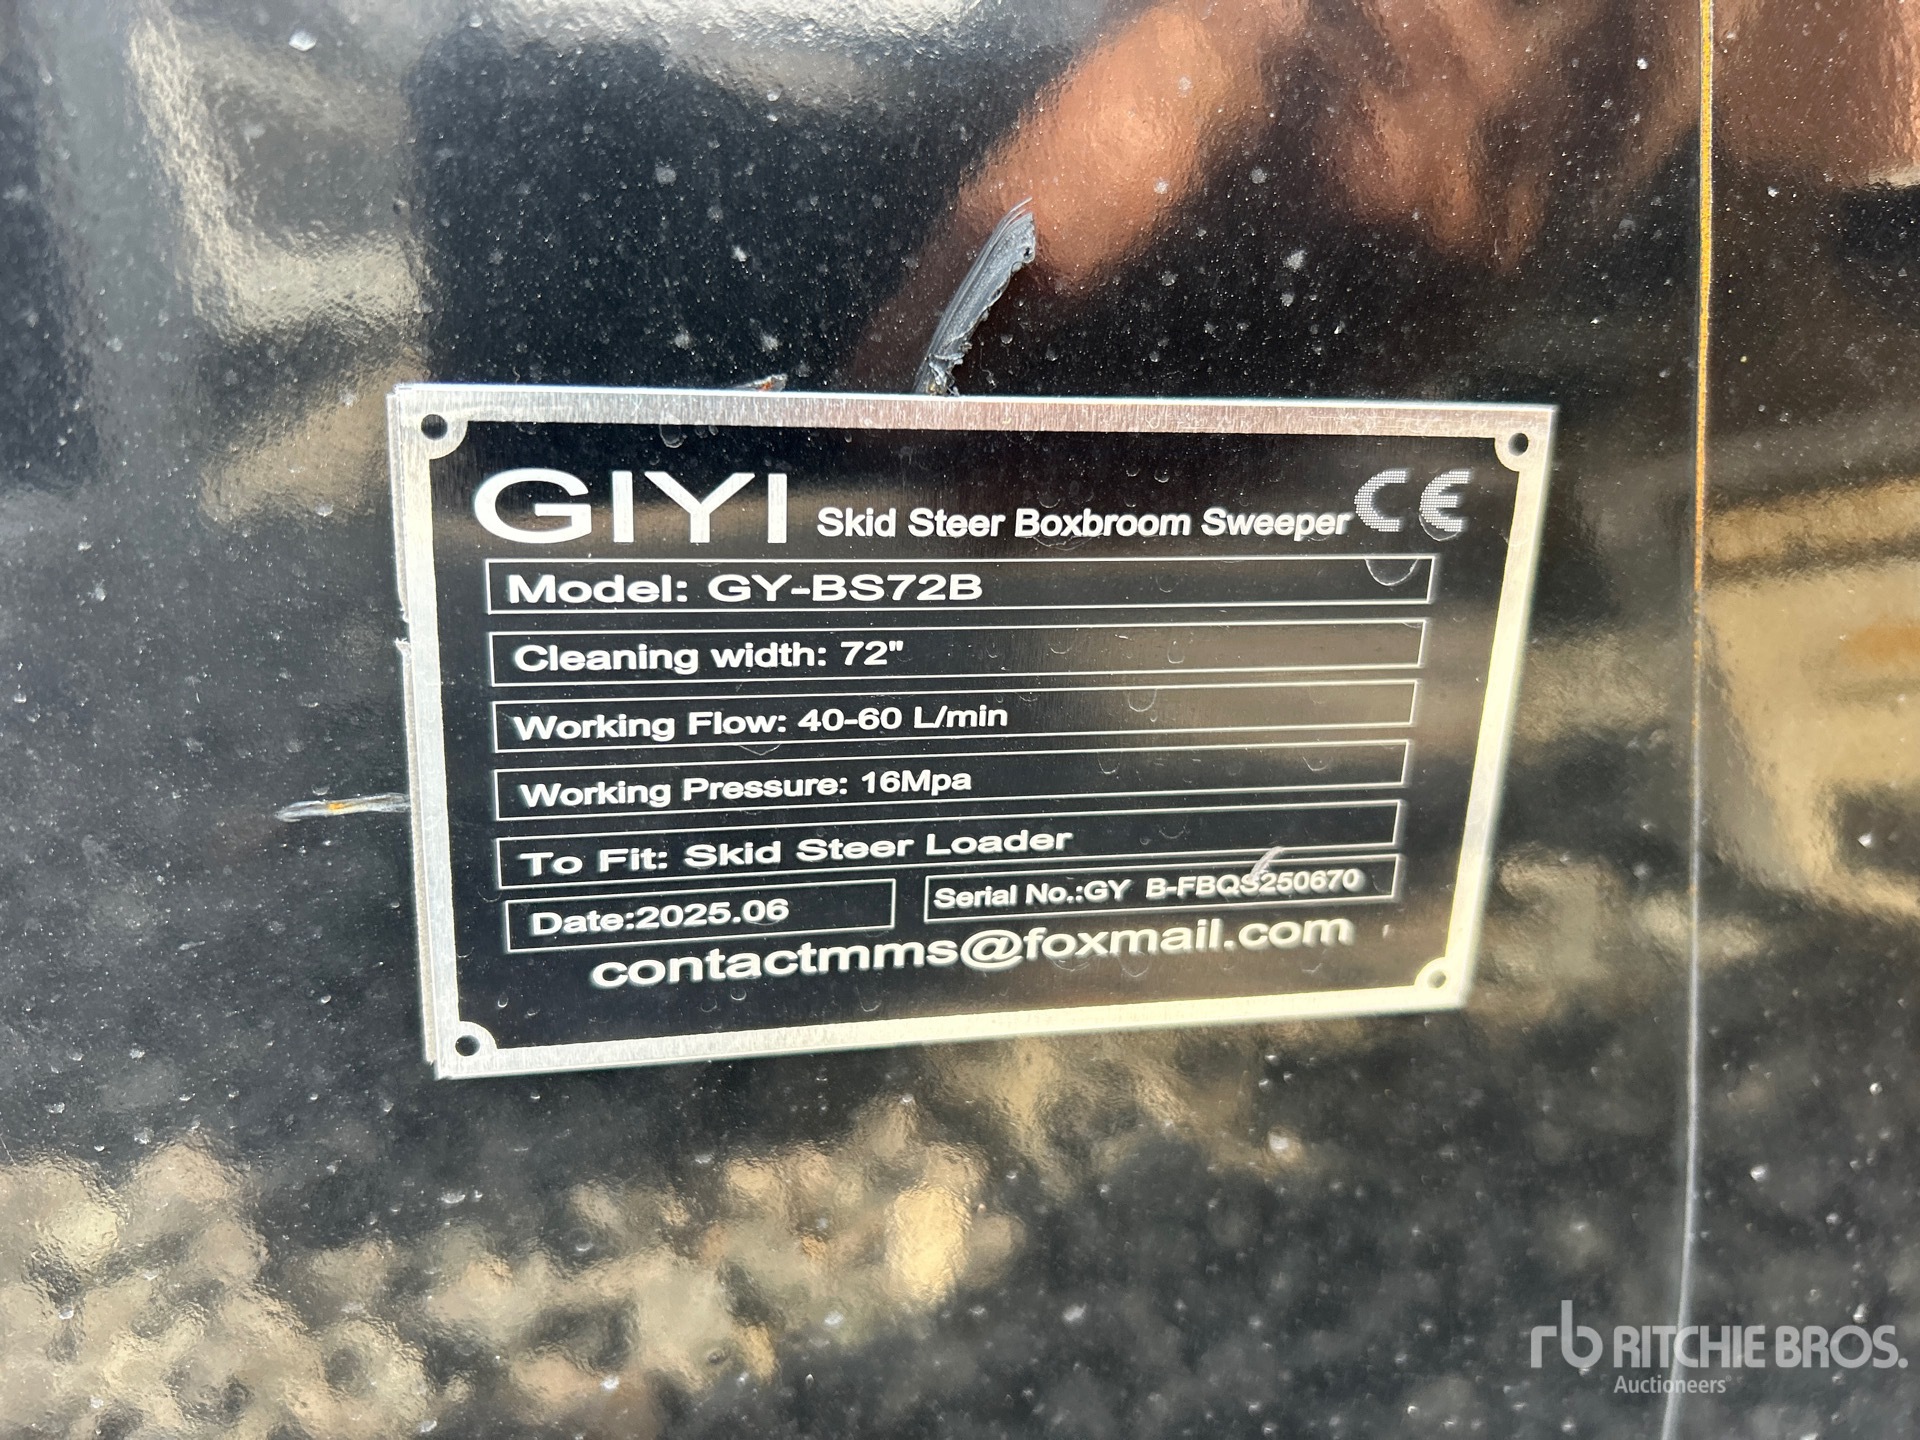 GIYI Skid Steer Boxbroom Sweeper CE
Model: GY-BS72B
Cleaning width: 72"
Working Flow: 40-60 L/min
Working Pressure: 16Mpa
To Fit: Skid Steer Loader
Date:2025.06 Serial No.:GY B-FBQS250670
contactmms@foxmail.com
rb RITCHIE BROS.
Auctioneers